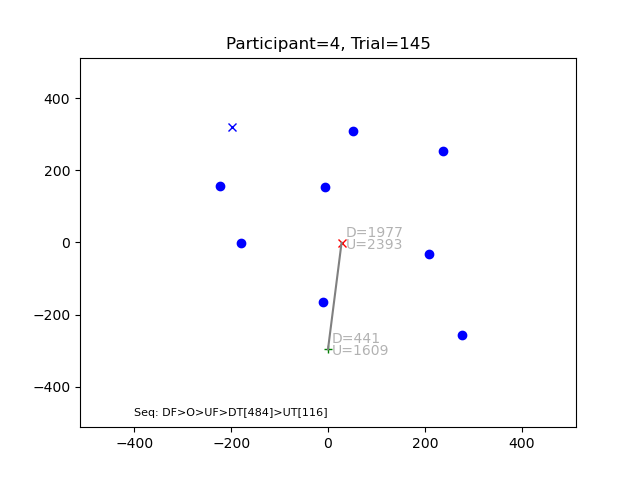 Participant=4, Trial=145
400
200
0
−200
−400
D=1977
U=2393
D=441
U=1609
Seq: DF>O>UF>DT[484]>UT[116]
−400
−200
0
200
400